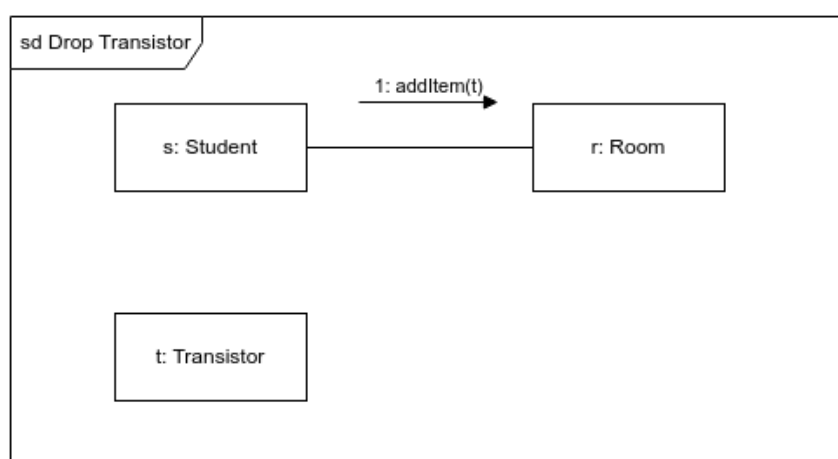 sd Drop Transistor
1: addItem(t)
s: Student
r: Room
t: Transistor